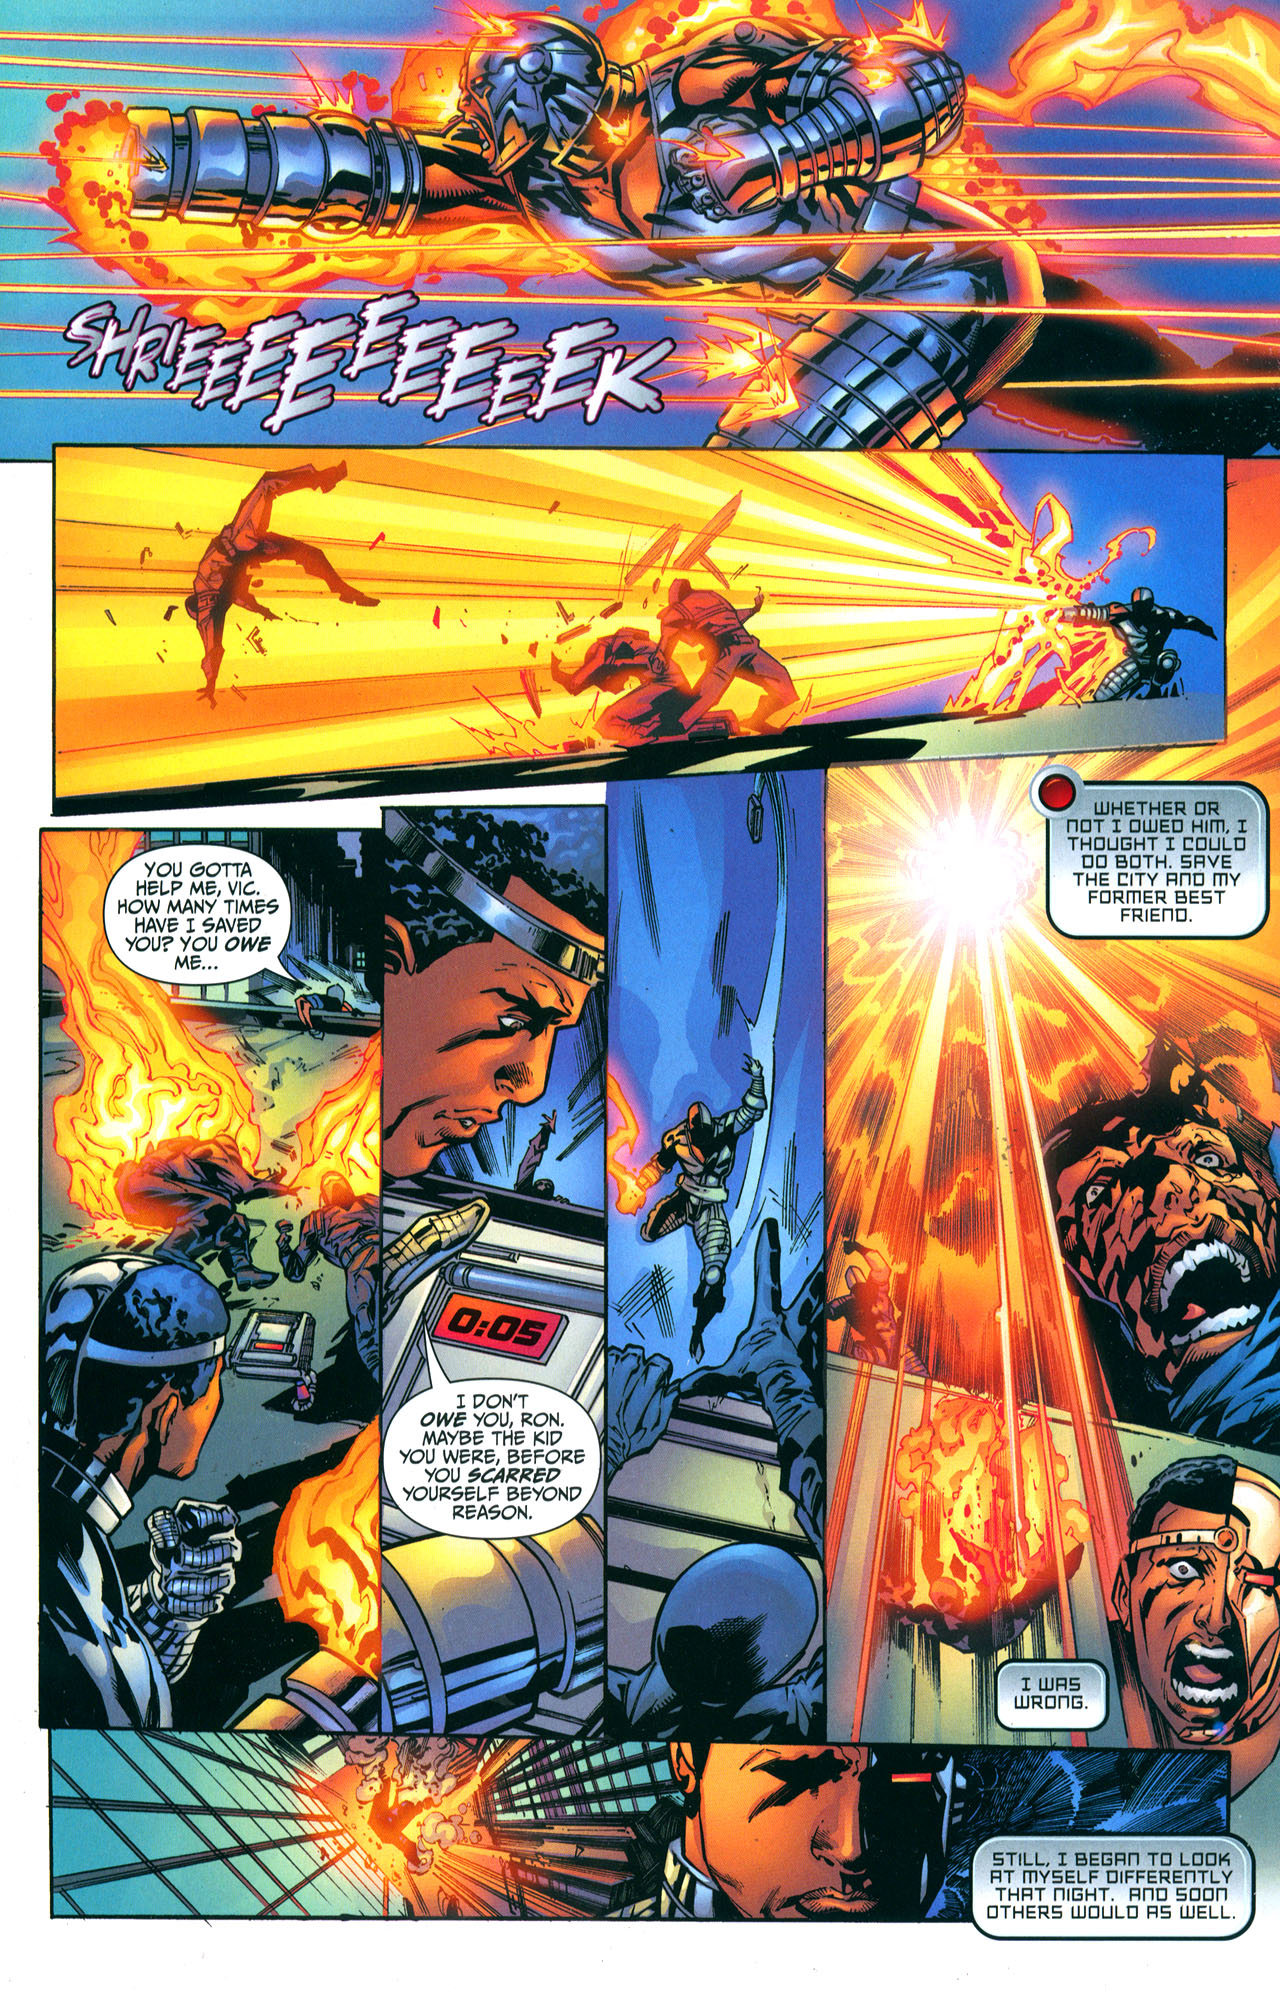 SHRIEEEEEEEEEEEK
WHETHER OR
NOT I OWED HIM, I
THOUGHT I COULD
DO BOTH. SAVE
THE CITY AND MY
FORMER BEST
FRIEND.
YOU GOTTA
HELP ME, VIC.
HOW MANY TIMES
HAVE I SAVED
YOU? YOU OWE
ME...
0:05
I DON'T
OWE YOU, RON.
MAYBE THE KID
YOU WERE, BEFORE
YOU SCARRED
YOURSELF BEYOND
REASON.
I WAS
WRONG.
STILL, I BEGAN TO LOOK
AT MYSELF DIFFERENTLY
THAT NIGHT. AND SOON
OTHERS WOULD AS WELL.